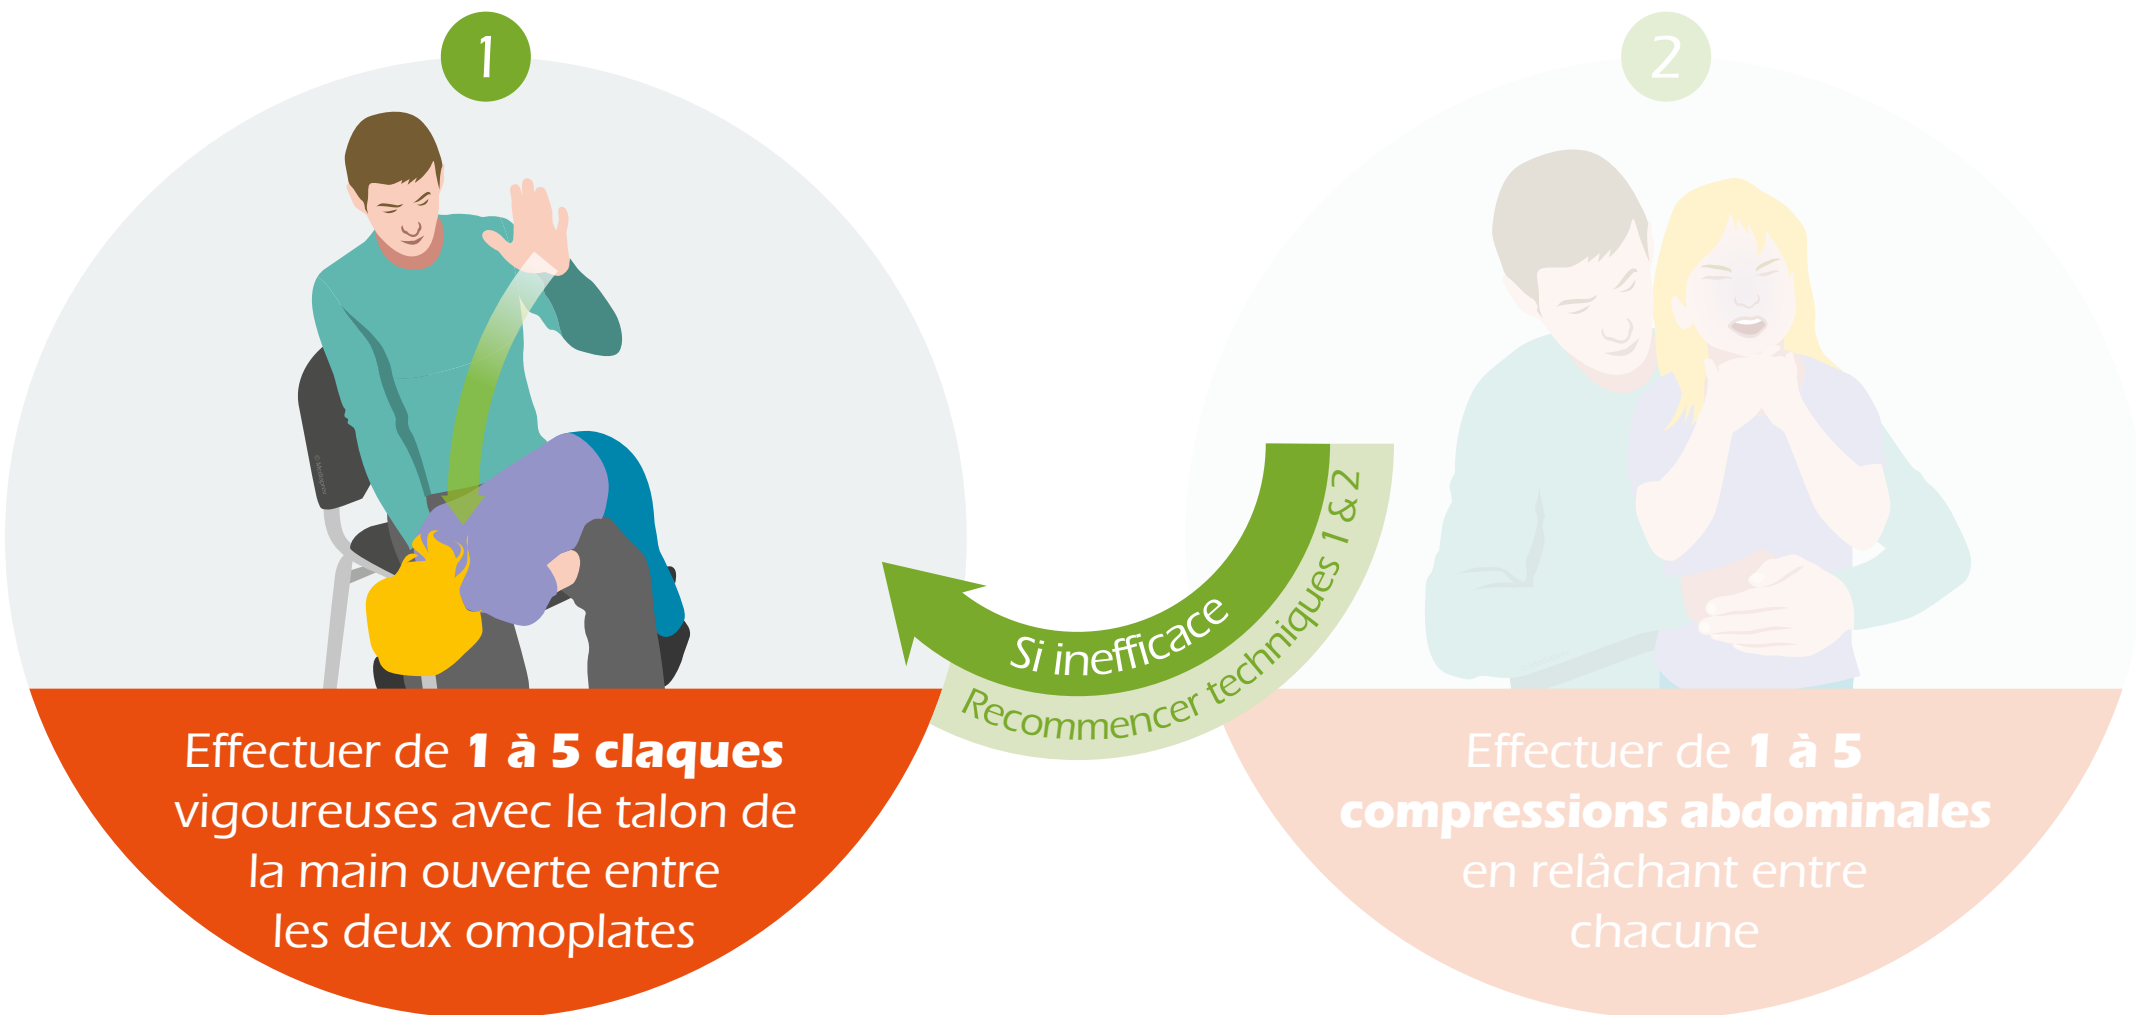 1
Effectuer de 1 à 5 claques
vigoureuses avec le talon de
la main ouverte entre
les deux omoplates
Si inefficace
Recommencer techniques 1 & 2
2
Effectuer de 1 à 5
compressions abdominales
en relâchant entre
chacune